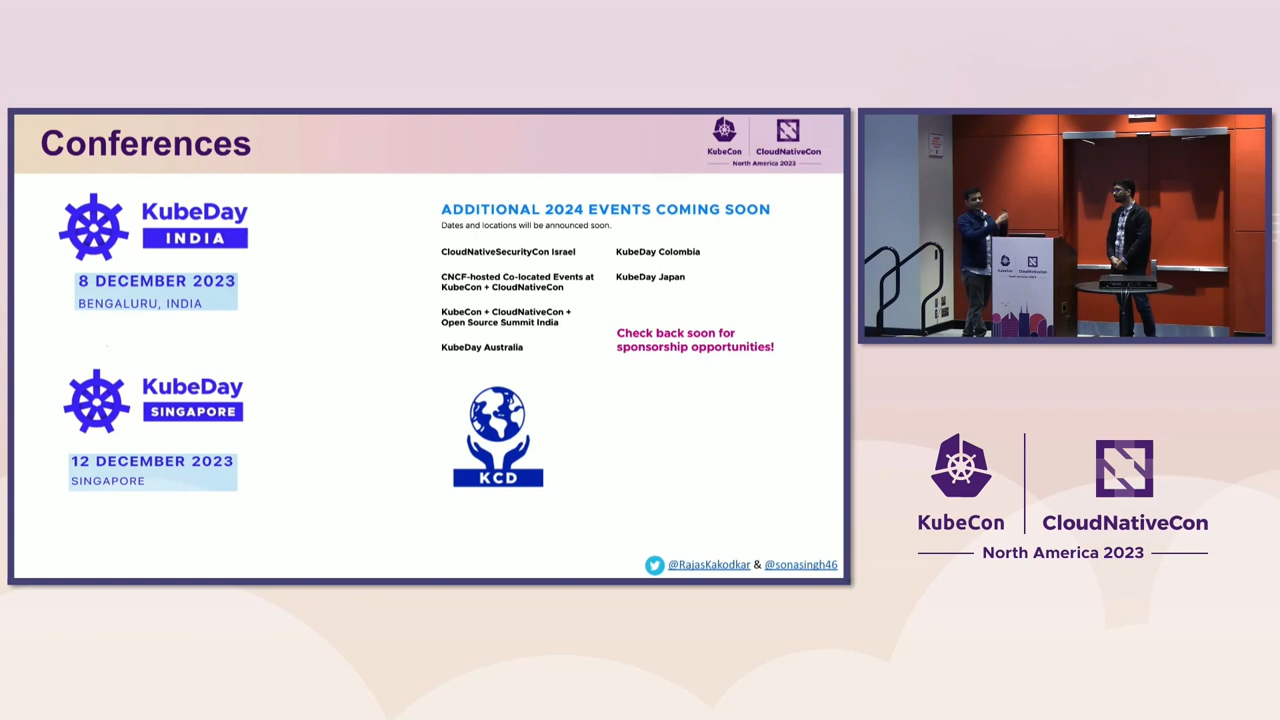 Conferences
KubeCon
CloudNativeCon
North America 2023
KubeDay
INDIA
8 DECEMBER 2023
BENGALURU, INDIA
KubeDay
SINGAPORE
12 DECEMBER 2023
SINGAPORE
ADDITIONAL 2024 EVENTS COMING SOON
Dates and locations will be announced soon.
CloudNativeSecurityCon Israel
CNCF-hosted Co-located Events at
KubeCon + CloudNativeCon
KubeCon + CloudNativeCon +
Open Source Summit India
KubeDay Australia
KubeDay Colombia
KubeDay Japan
Check back soon for
sponsorship opportunities!
KCD
@RajasKakodkar & @sonasingh46
KubeCon
CloudNativeCon
North America 2023